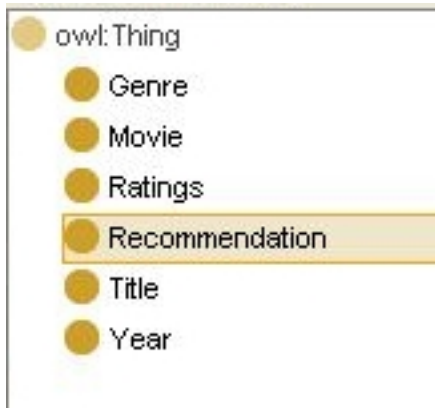 owl:Thing
Genre
Movie
Ratings
Recommendation
Title
Year